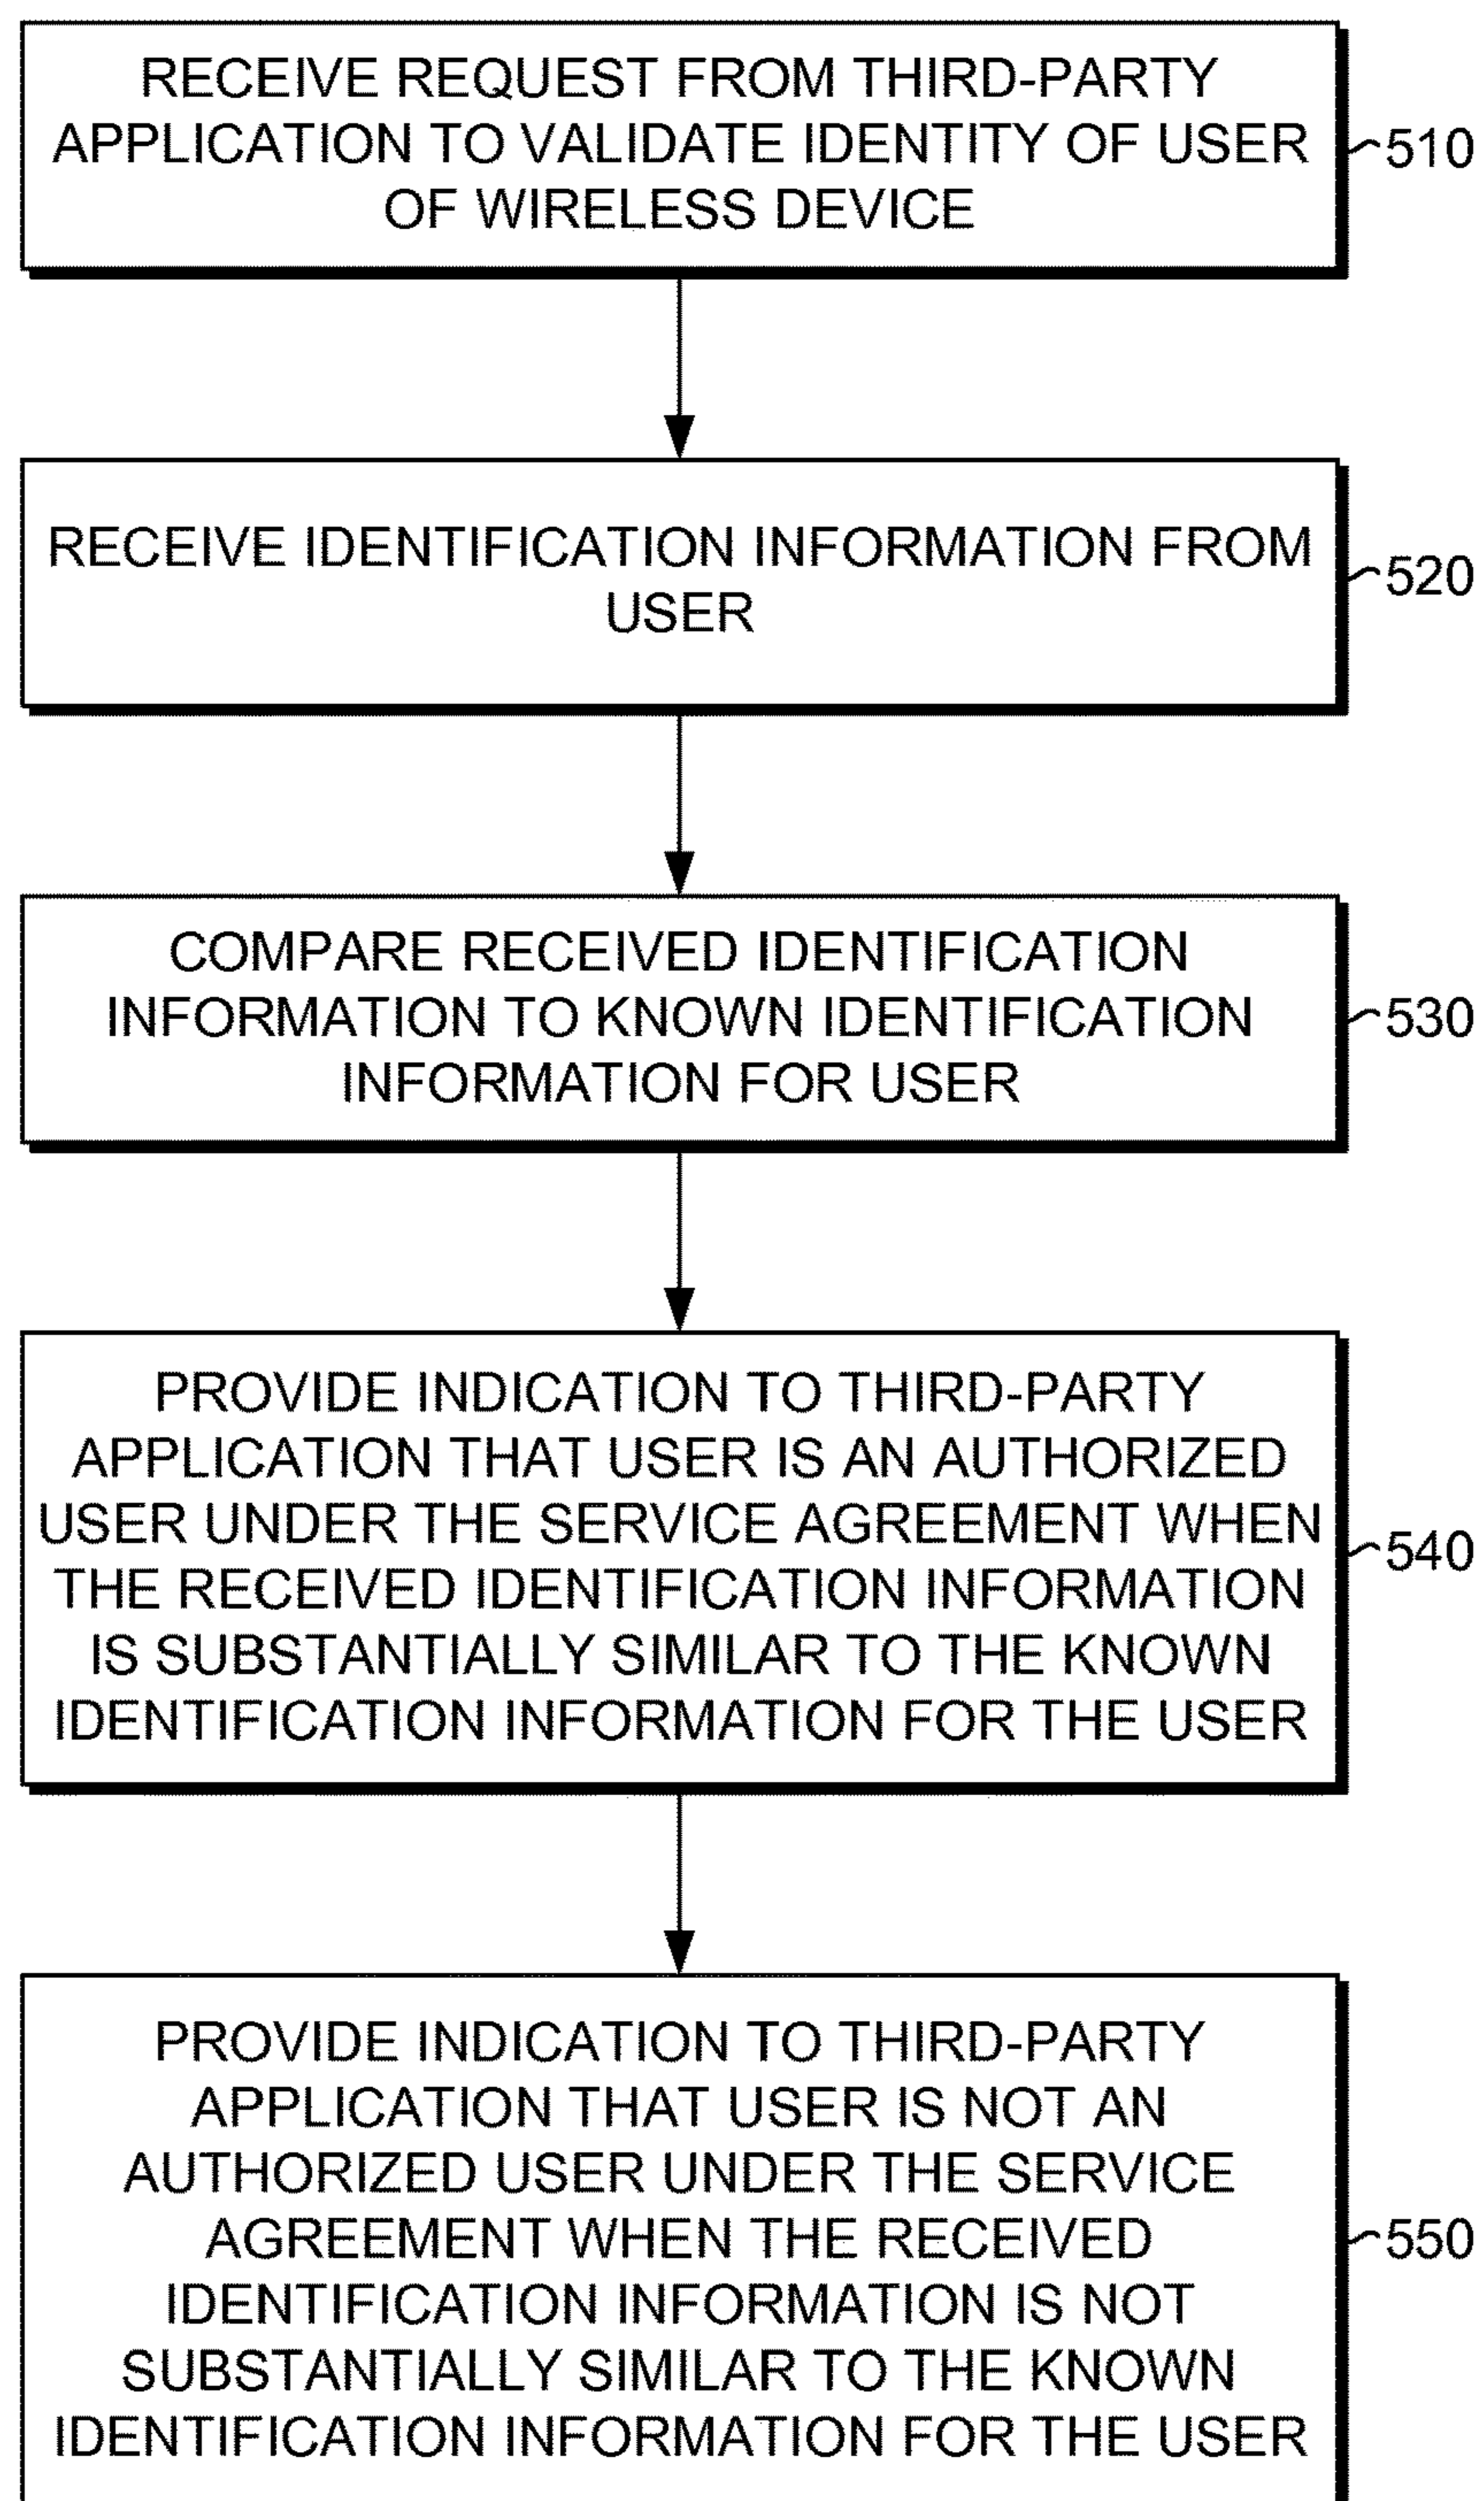 RECEIVE REQUEST FROM THIRD-PARTY
APPLICATION TO VALIDATE IDENTITY OF USER
OF WIRELESS DEVICE
510
RECEIVE IDENTIFICATION INFORMATION FROM
USER
520
COMPARE RECEIVED IDENTIFICATION
INFORMATION TO KNOWN IDENTIFICATION
INFORMATION FOR USER
530
PROVIDE INDICATION TO THIRD-PARTY
APPLICATION THAT USER IS AN AUTHORIZED
USER UNDER THE SERVICE AGREEMENT WHEN
THE RECEIVED IDENTIFICATION INFORMATION
IS SUBSTANTIALLY SIMILAR TO THE KNOWN
IDENTIFICATION INFORMATION FOR THE USER
540
PROVIDE INDICATION TO THIRD-PARTY
APPLICATION THAT USER IS NOT AN
AUTHORIZED USER UNDER THE SERVICE
AGREEMENT WHEN THE RECEIVED
IDENTIFICATION INFORMATION IS NOT
SUBSTANTIALLY SIMILAR TO THE KNOWN
IDENTIFICATION INFORMATION FOR THE USER
550